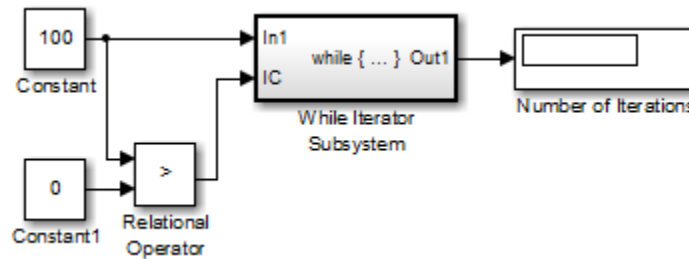 100
Constant
In1
while { ... } Out1
IC
While Iterator
Subsystem
Number of Iterations
0
Constant1
>
Relational
Operator